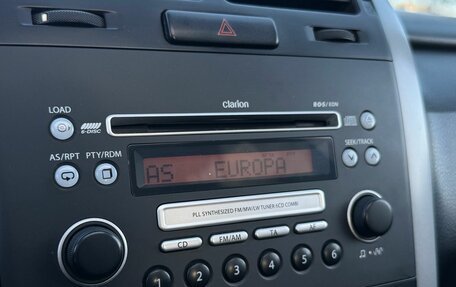 clarion
RDS/EON
LOAD
6-DISC
AS/RPT PTY/RDM
SEEK/TRACK
AS EUROPA
PLL SYNTHESIZED FM/MW/LW TUNER 6CD COMBI
CD FM/AM TA AF
1 2 3 4 5 6